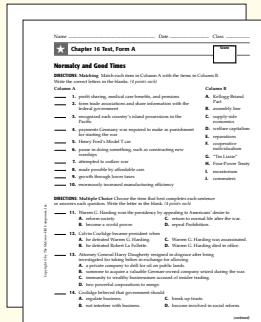 Name
Date
Class
Chapter 16 Test, Form A
Score
Normalcy and Good Times
DIRECTIONS: Matching Match each item in Column A with the items in Column B.
Write the correct letters in the blanks. (4 points each)
Column A
Column B
1. profit sharing, medical care benefits, and pensions
2. form trade associations and share information with the
federal government
3. recognized each country's island possessions in the
Pacific
4. payments Germany was required to make as punishment
for starting the war
5. Henry Ford's Model T car
6. pause in doing something, such as constructing new
warships
7. attempted to outlaw war
8. made possible by affordable cars
9. growth through lower taxes
10. enormously increased manufacturing efficiency
A. Kellogg-Briand
Pact
B. assembly line
C. supply-side
economics
D. welfare capitalism
E. reparations
F. cooperative
individualism
G. "Tin Lizzie"
H. Four-Power Treaty
I. moratorium
J. commuters
DIRECTIONS: Multiple Choice Choose the item that best completes each sentence
or answers each question. Write the letter in the blank. (4 points each)
11. Warren G. Harding won the presidency by appealing to Americans' desire to
A. reform society.
C. return to normal life after the war.
B. become a world power.
D. repeal Prohibition.
12. Calvin Coolidge became president when
A. he defeated Warren G. Harding.
C. Warren G. Harding was assassinated.
B. he defeated Robert La Follette.
D. Warren G. Harding died in office.
13. Attorney General Harry Daugherty resigned in disgrace after being
investigated for taking bribes in exchange for allowing
A. a private company to drill for oil on public lands.
B. someone to acquire a valuable German-owned company seized during the war.
C. immunity to wealthy businessmen accused of insider trading.
D. two powerful corporations to merge.
14. Coolidge believed that government should
A. regulate business.
C. break up trusts.
B. not interfere with business.
D. become involved in social reform.
(continued)